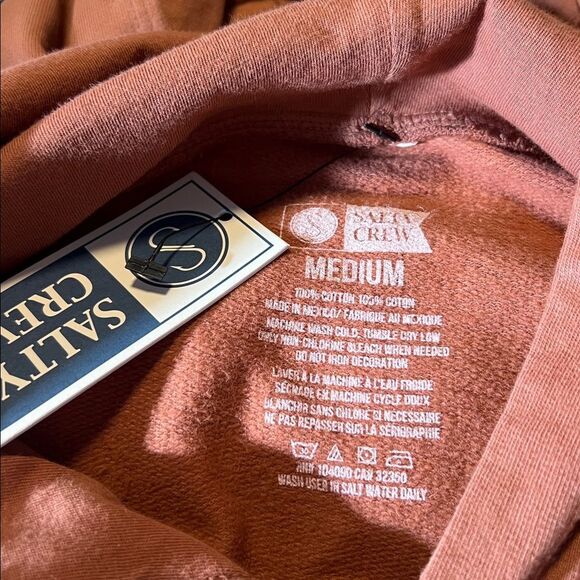 SALTY
CREW
S
SALTY
CREW
MEDIUM
100% COTTON 100% COTON
MADE IN MEXICO/ FABRIQUE AU MEXIQUE
MACHINE WASH COLD, TUMBLE DRY LOW
ONLY NON-CHLORINE BLEACH WHEN NEEDED
DO NOT IRON DECORATION
LAVER À LA MACHINE À L'EAU FROIDE
SÉCHAGE EN MACHINE CYCLE DOUX
BLANCHIR SANS CHLORE SI NECESSAIRE
NE PAS REPASSER SUR LA SÉRIGRAPHIE
RN# 104090 CA# 32350
WASH USED IN SALT WATER DAILY